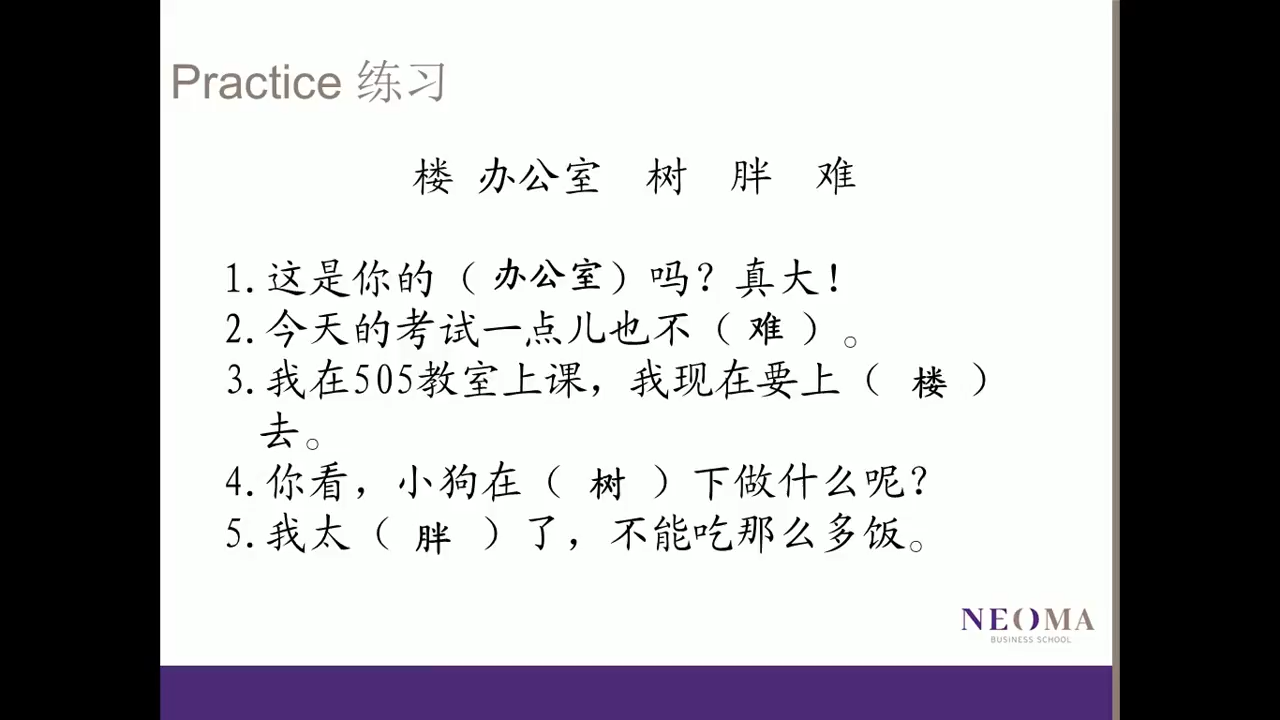 Practice 练习
楼 办公室 树 胖 难
1.这是你的（办公室）吗？真大！
2.今天的考试一点儿也不（难）。
3.我在505教室上课，我现在要上（楼）
去。
4.你看，小狗在（树）下做什么呢？
5.我太（胖）了，不能吃那么多饭。
NEOMA
BUSINESS SCHOOL